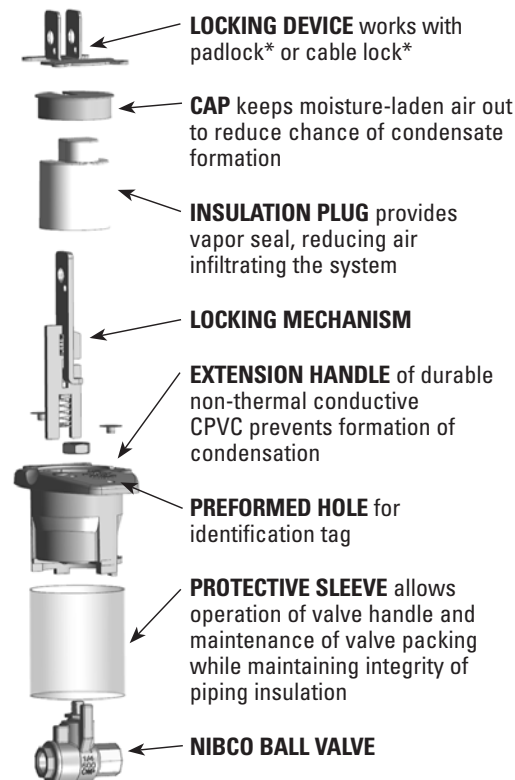 LOCKING DEVICE works with
padlock* or cable lock*
CAP keeps moisture-laden air out
to reduce chance of condensate
formation
INSULATION PLUG provides
vapor seal, reducing air
infiltrating the system
LOCKING MECHANISM
EXTENSION HANDLE of durable
non-thermal conductive
CPVC prevents formation of
condensation
PREFORMED HOLE for
identification tag
PROTECTIVE SLEEVE allows
operation of valve handle and
maintenance of valve packing
while maintaining integrity of
piping insulation
NIBCO BALL VALVE
1/4
600